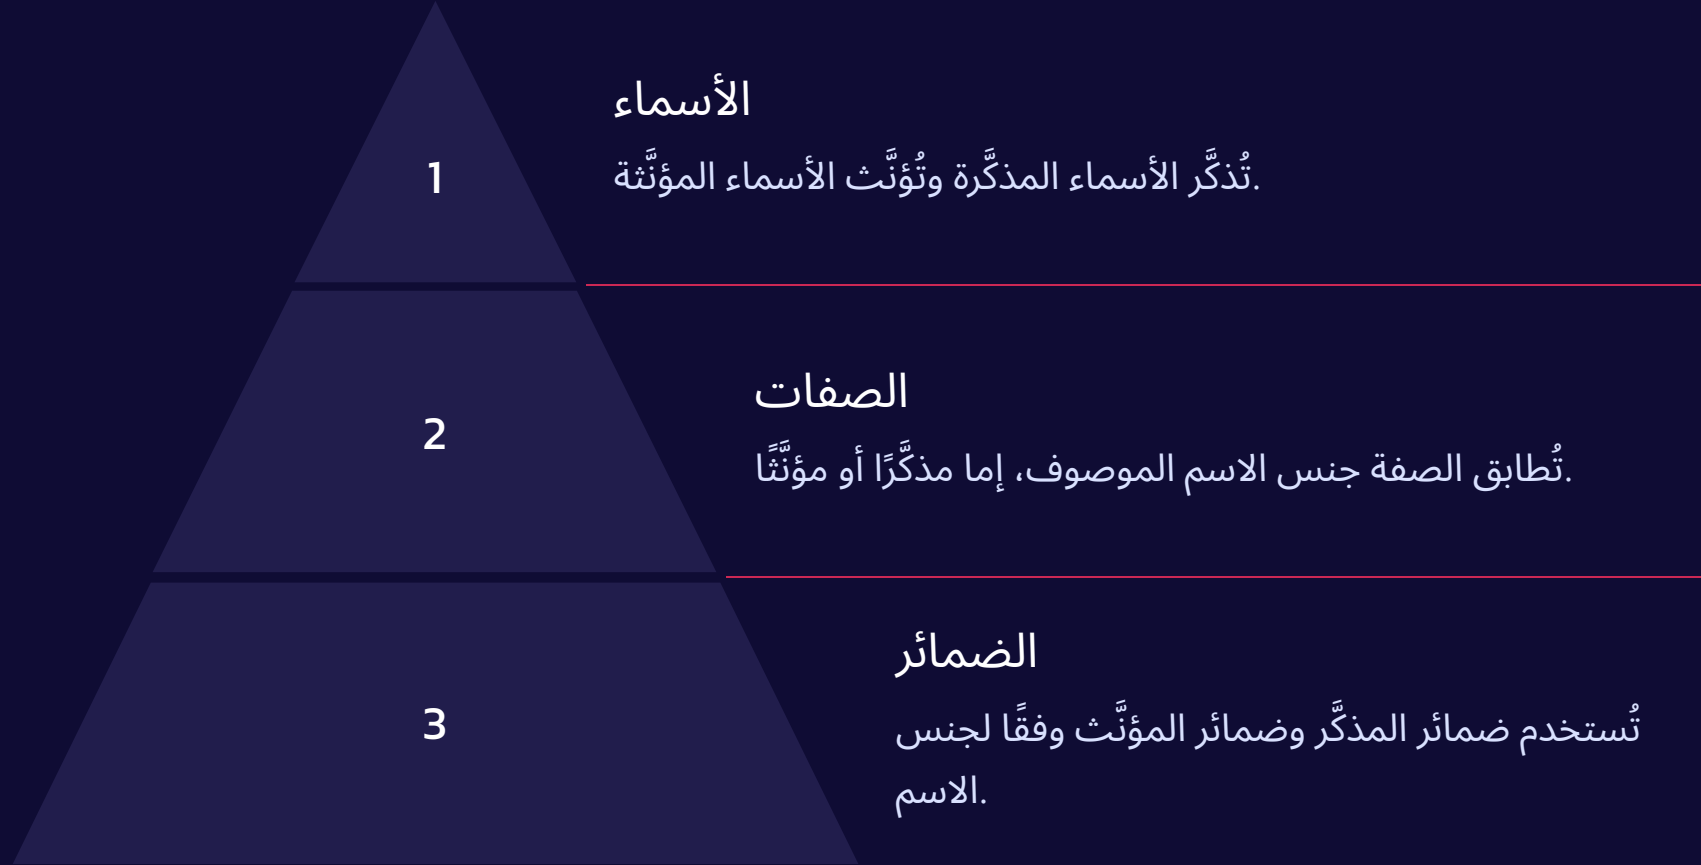 1
الأسماء
تُذكَّر الأسماء المذكَّرة وتُؤنَّث الأسماء المؤنَّثة.
2
الصفات
تُطابق الصفة جنس الاسم الموصوف، إما مذكَّرًا أو مؤنَّثًا.
3
الضمائر
تُستخدم ضمائر المذكَّر وضمائر المؤنَّث وفقًا لجنس
الاسم.